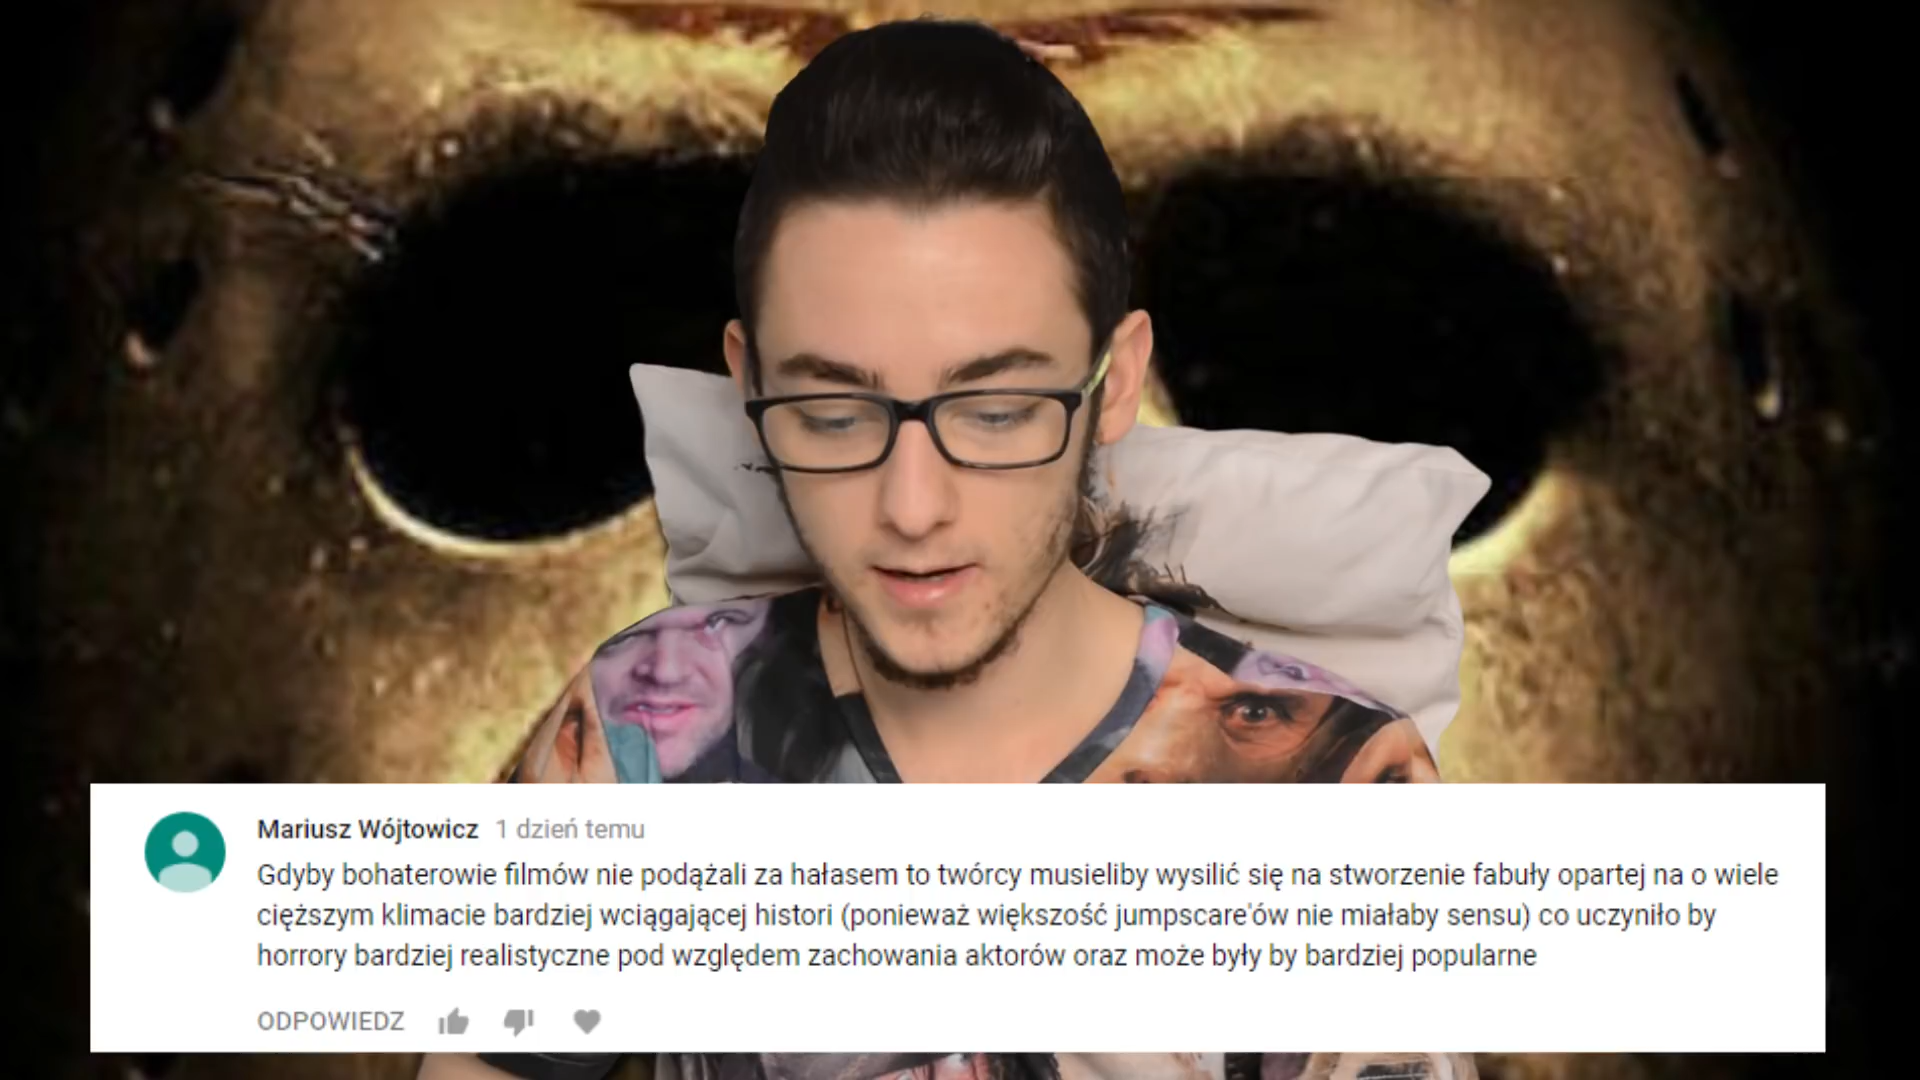 Mariusz Wójtowicz 1 dzień temu
Gdyby bohaterowie filmów nie podążali za hałasem to twórcy musieliby wysilić się na stworzenie fabuły opartej na o wiele
cięższym klimacie bardziej wciągającej histori (ponieważ większość jumpscare'ów nie miałaby sensu) co uczyniło by
horrory bardziej realistyczne pod względem zachowania aktorów oraz może były by bardziej popularne
ODPOWIEDZ